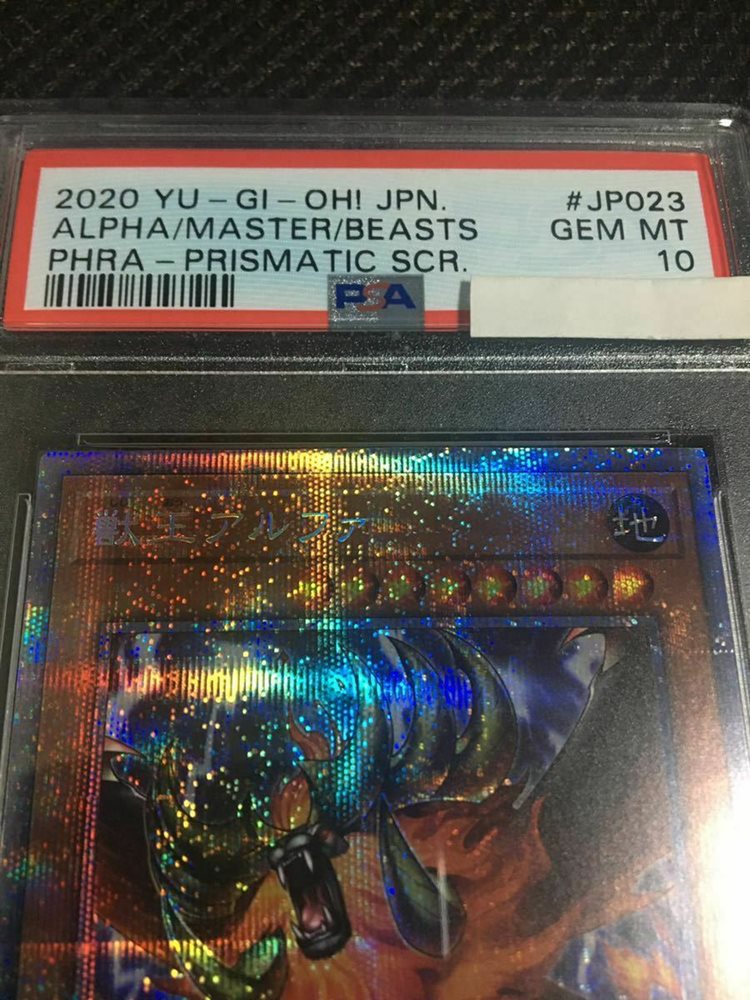 2020 YU-GI-OH! JPN. #JP023
ALPHA/MASTER/BEASTS GEM MT
PHRA-PRISMATIC SCR. 10
PSA
獣王アルファ 地